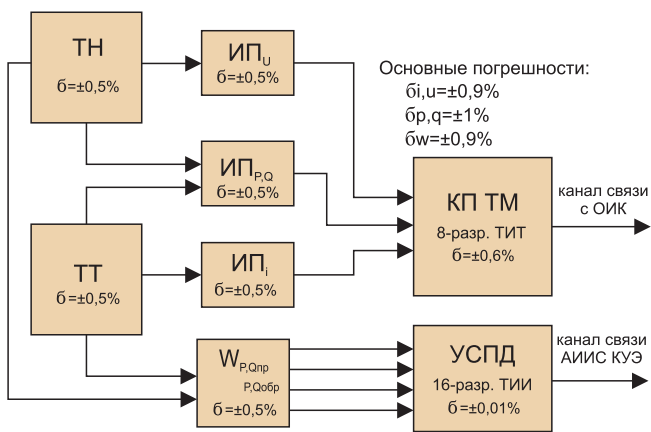 ТН
б=±0,5%
ИПU
б=±0,5%
Основные погрешности:
бi,u=±0,9%
бp,q=±1%
бw=±0,9%
ИПP,Q
б=±0,5%
КП ТМ
8-разр. ТИТ
б=±0,6%
канал связи
с ОИК
ТТ
б=±0,5%
ИПi
б=±0,5%
WP,Qпр
P,Qобр
б=±0,5%
УСПД
16-разр. ТИИ
б=±0,01%
канал связи
АИИС КУЭ